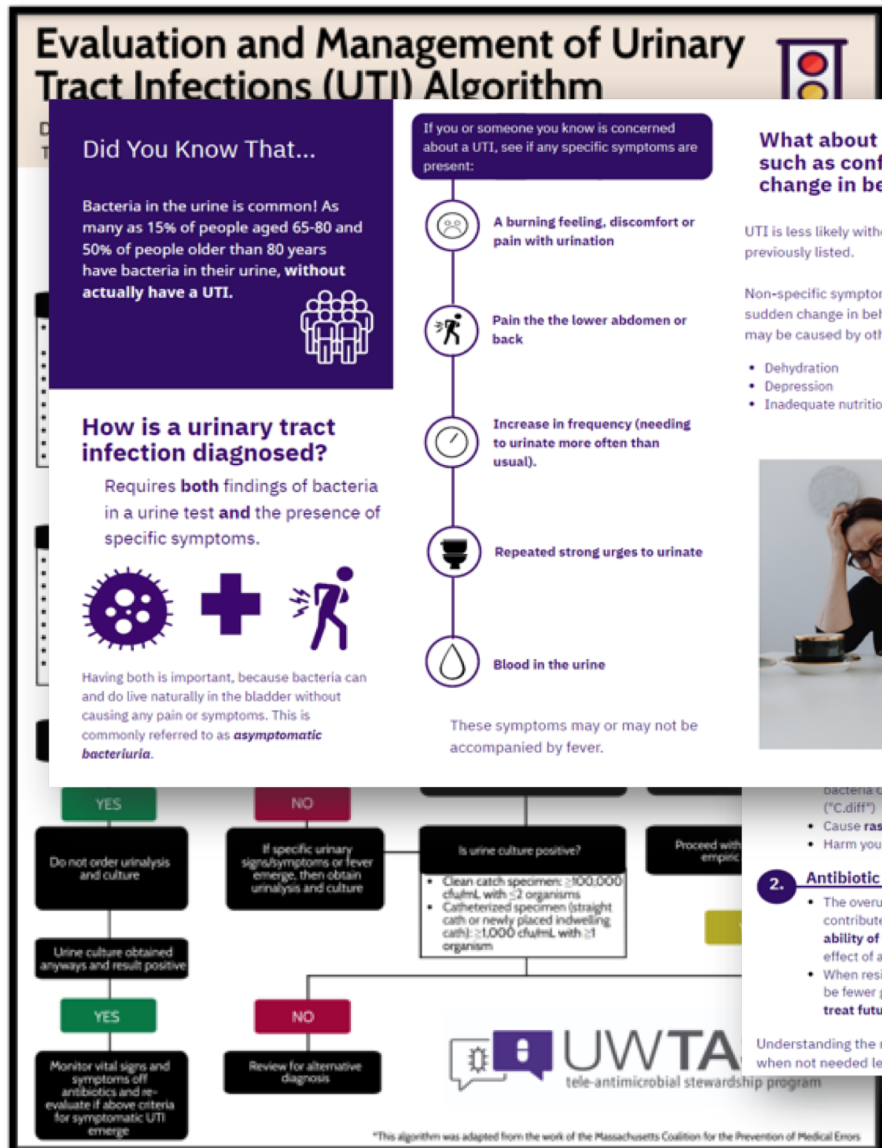 Evaluation and Management of Urinary
Tract Infections (UTI) Algorithm
Did You Know That...
Bacteria in the urine is common! As
many as 15% of people aged 65-80 and
50% of people older than 80 years
have bacteria in their urine, without
actually have a UTI.
How is a urinary tract
infection diagnosed?
Requires both findings of bacteria
in a urine test and the presence of
specific symptoms.
Having both is important, because bacteria can
and do live naturally in the bladder without
causing any pain or symptoms. This is
commonly referred to as asymptomatic
bacteriuria.
If you or someone you know is concerned
about a UTI, see if any specific symptoms are
present:
A burning feeling, discomfort or
pain with urination
Pain the the lower abdomen or
back
Increase in frequency (needing
to urinate more often than
usual).
Repeated strong urges to urinate
Blood in the urine
These symptoms may or may not be
accompanied by fever.
What about
such as
change in
UTI is less likely
previously listed.
Non-specific
sudden change in
may be caused by
• Dehydration
• Depression
• Inadequate
YES
Do not order urinalysis
and culture
Urine culture obtained
anyways and result positive
YES
Monitor vital signs and
symptoms off
antibiotics and re-
evaluate if above criteria
for symptomatic UTI
emerge
NO
If specific urinary
signs/symptoms or fever
emerge, then obtain
urinalysis and culture
NO
Review for alternative
diagnosis
Is urine culture positive?
• Clean catch specimen: ≥100,000
cfu/mL with ≤2 organisms
• Catheterized specimen (straight
cath or newly placed indwelling
cath): ≥1,000 cfu/mL with ≥1
organism
Proceed with
empiric
bacteria
("C.diff")
• Cause
• Harm
2. Antibiotic
• The
contribute
ability of
effect of
• When
be fewer
treat
Understanding the
when not needed
UWTA
tele-antimicrobial stewardship program
*This algorithm was adapted from the work of the Massachusetts Coalition for the Prevention of Medical Errors